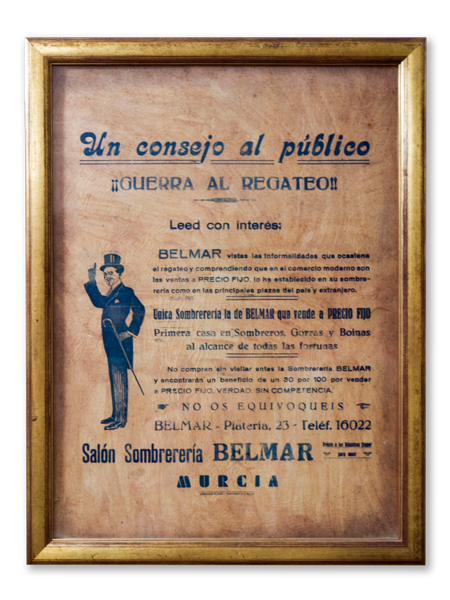 Un consejo al público
¡¡GUERRA AL REGATEO!!
Leed con interés:
BELMAR vistas las informalidades que ocasiona
el regateo y comprendiendo que en el comercio moderno son
las ventas a PRECIO FIJO, lo ha establecido en su sombre-
rería como en las principales plazas del país y extranjero.
Unica Sombrerería la de BELMAR que vende a PRECIO FIJO
Primera casa en Sombreros, Gorras y Boinas
al alcance de todas las fortunas
No compren sin visitar antes la Sombrerería BELMAR
y encontrarán un beneficio de un 30 por 100 por vender
a PRECIO FIJO, VERDAD, SIN COMPETENCIA.
NO OS EQUIVOQUEIS
BELMAR - Platería, 23 - Teléf. 16022
Salón Sombrerería BELMAR
MURCIA